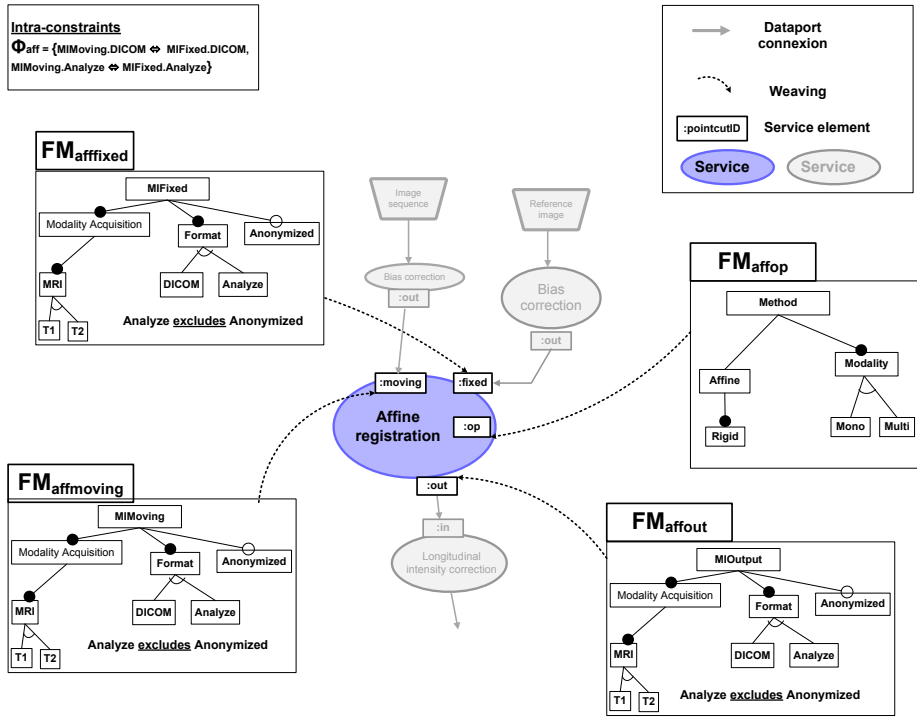 Intra-constraints
Φaff = {MIMoving.DICOM ⇔ MIFixed.DICOM,
MIMoving.Analyze ⇔ MIFixed.Analyze}
Dataport
connexion
Weaving
:pointcutID
Service element
Service
Service
FMafffixed
MIFixed
Modality Acquisition
Format
Anonymized
MRI
DICOM
Analyze
T1
T2
Analyze excludes Anonymized
Image
sequence
Reference
image
Bias correction
:out
Bias
correction
:out
:moving
:fixed
Affine
registration
:op
:out
:in
Longitudinal
intensity correction
FMaffop
Method
Modality
Affine
Rigid
Mono
Multi
FMaffmoving
MIMoving
Modality Acquisition
Format
Anonymized
MRI
DICOM
Analyze
T1
T2
Analyze excludes Anonymized
FMaffout
MIOutput
Modality Acquisition
Format
Anonymized
MRI
DICOM
Analyze
T1
T2
Analyze excludes Anonymized